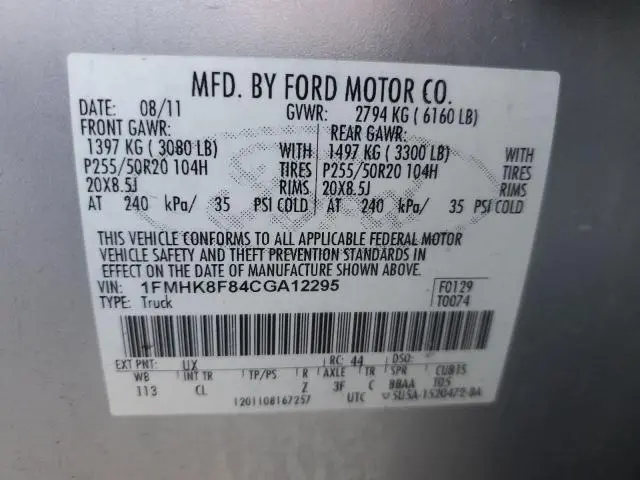 MFD. BY FORD MOTOR CO.
DATE: 08/11 GVWR: 2794 KG ( 6160 LB)
FRONT GAWR: REAR GAWR:
1397 KG ( 3080 LB) WITH 1497 KG ( 3300 LB) WITH
P255/50R20 104H TIRES P255/50R20 104H TIRES
20X8.5J RIMS 20X8.5J RIMS
AT 240 kPa/ 35 PSI COLD AT 240 kPa/ 35 PSI COLD
THIS VEHICLE CONFORMS TO ALL APPLICABLE FEDERAL MOTOR
VEHICLE SAFETY AND THEFT PREVENTION STANDARDS IN
EFFECT ON THE DATE OF MANUFACTURE SHOWN ABOVE.
VIN: 1FMHK8F84CGA12295 F0129
TYPE: Truck T0074
EXT PNT: UX RC: 44 DSO:
WB INT TR TP/PS R AXLE TR SPR CUB1S
113 CL Z 3F C BBAA T05
1201108167257 UTC